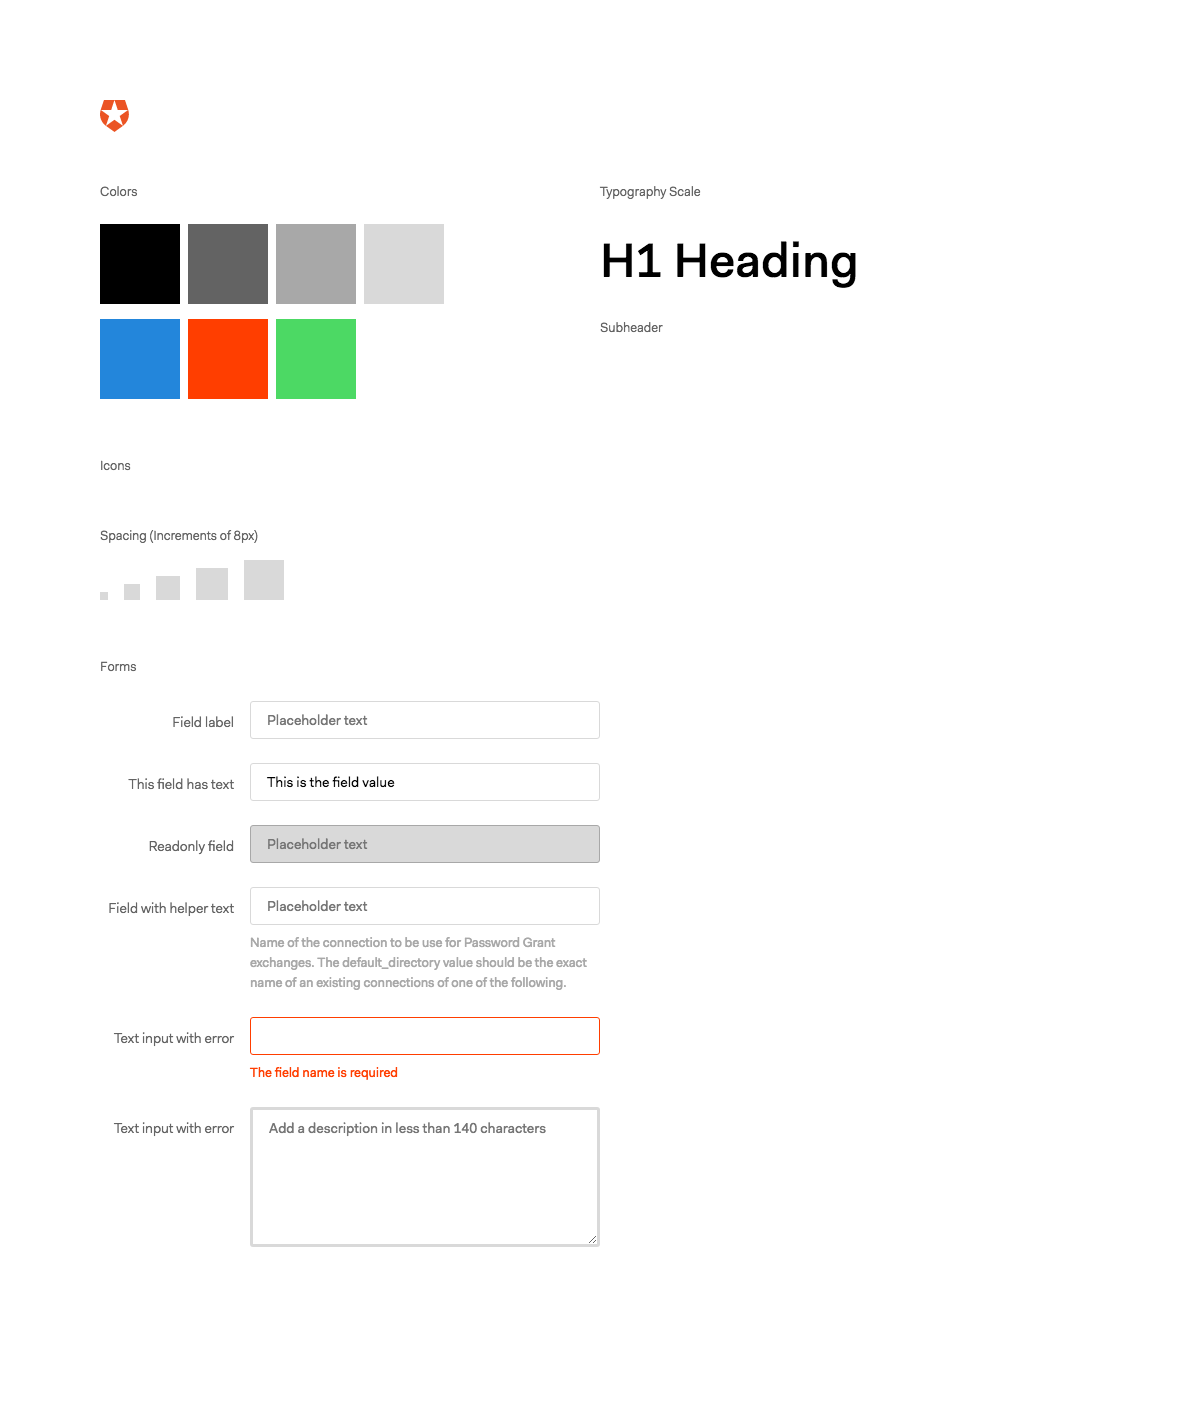 Colors
Typography Scale
H1 Heading
Subheader
Icons
Spacing (Increments of 8px)
Forms
Field label
Placeholder text
This field has text
This is the field value
Readonly field
Placeholder text
Field with helper text
Placeholder text
Name of the connection to be use for Password Grant
exchanges. The default_directory value should be the exact
name of an existing connections of one of the following.
Text input with error
The field name is required
Text input with error
Add a description in less than 140 characters